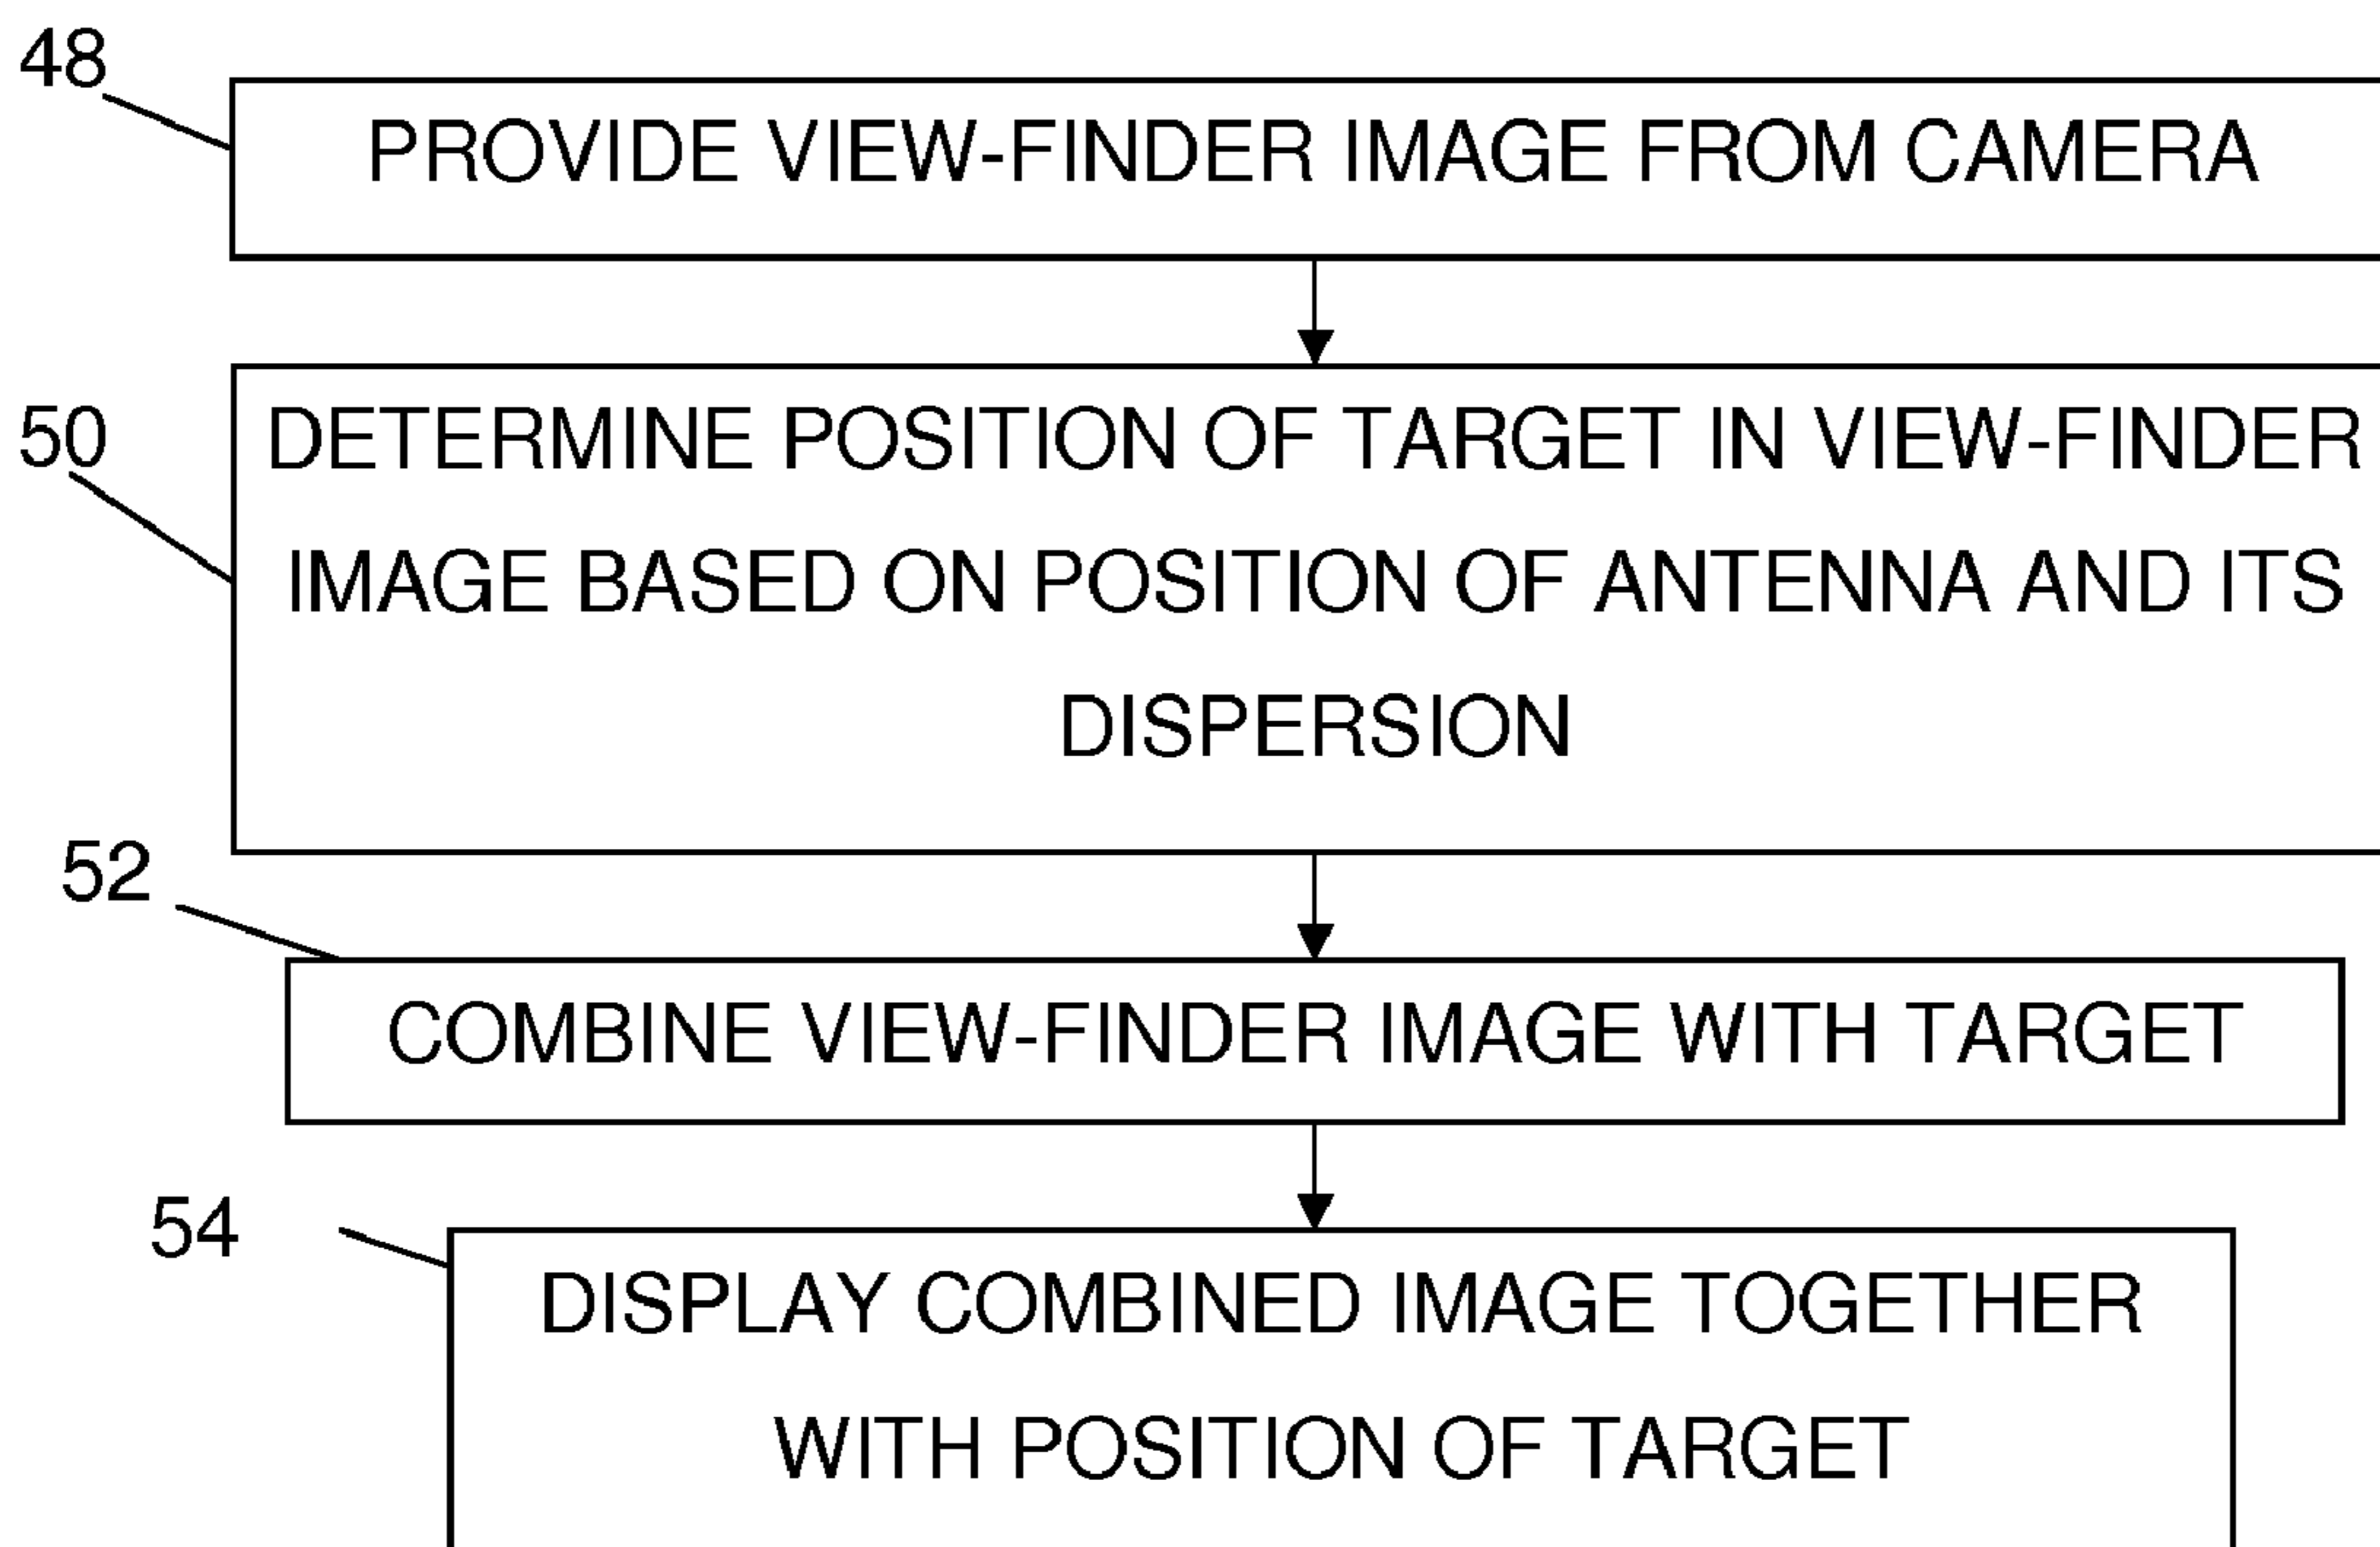 48
PROVIDE VIEW-FINDER IMAGE FROM CAMERA
50
DETERMINE POSITION OF TARGET IN VIEW-FINDER
IMAGE BASED ON POSITION OF ANTENNA AND ITS
DISPERSION
52
COMBINE VIEW-FINDER IMAGE WITH TARGET
54
DISPLAY COMBINED IMAGE TOGETHER
WITH POSITION OF TARGET